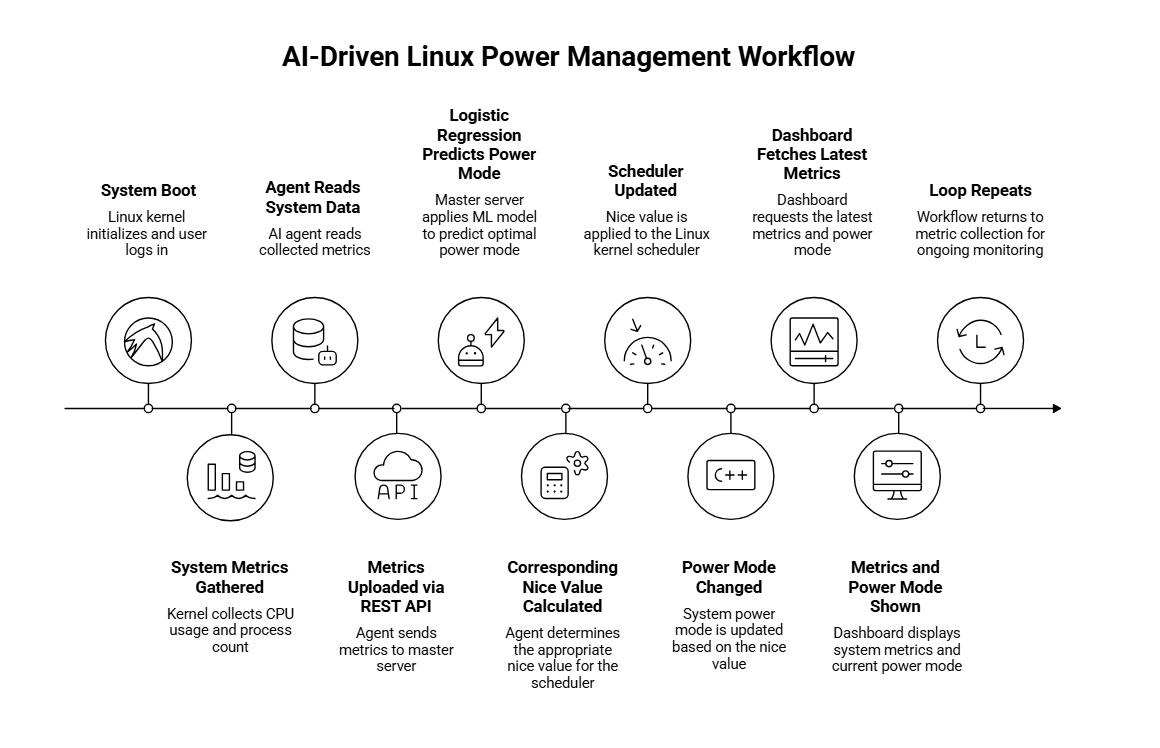 AI-Driven Linux Power Management Workflow
System Boot
Linux kernel
initializes and user
logs in
Agent Reads
System Data
AI agent reads
collected metrics
Logistic
Regression
Predicts Power
Mode
Master server
applies ML model
to predict optimal
power mode
Scheduler
Updated
Nice value is
applied to the Linux
kernel scheduler
Dashboard
Fetches Latest
Metrics
Dashboard
requests the latest
metrics and power
mode
Loop Repeats
Workflow returns to
metric collection for
ongoing monitoring
L
API
C++
System Metrics
Gathered
Kernel collects CPU
usage and process
count
Metrics
Uploaded via
REST API
Agent sends
metrics to master
server
Corresponding
Nice Value
Calculated
Agent determines
the appropriate
nice value for the
scheduler
Power Mode
Changed
System power
mode is updated
based on the nice
value
Metrics and
Power Mode
Shown
Dashboard displays
system metrics and
current power mode